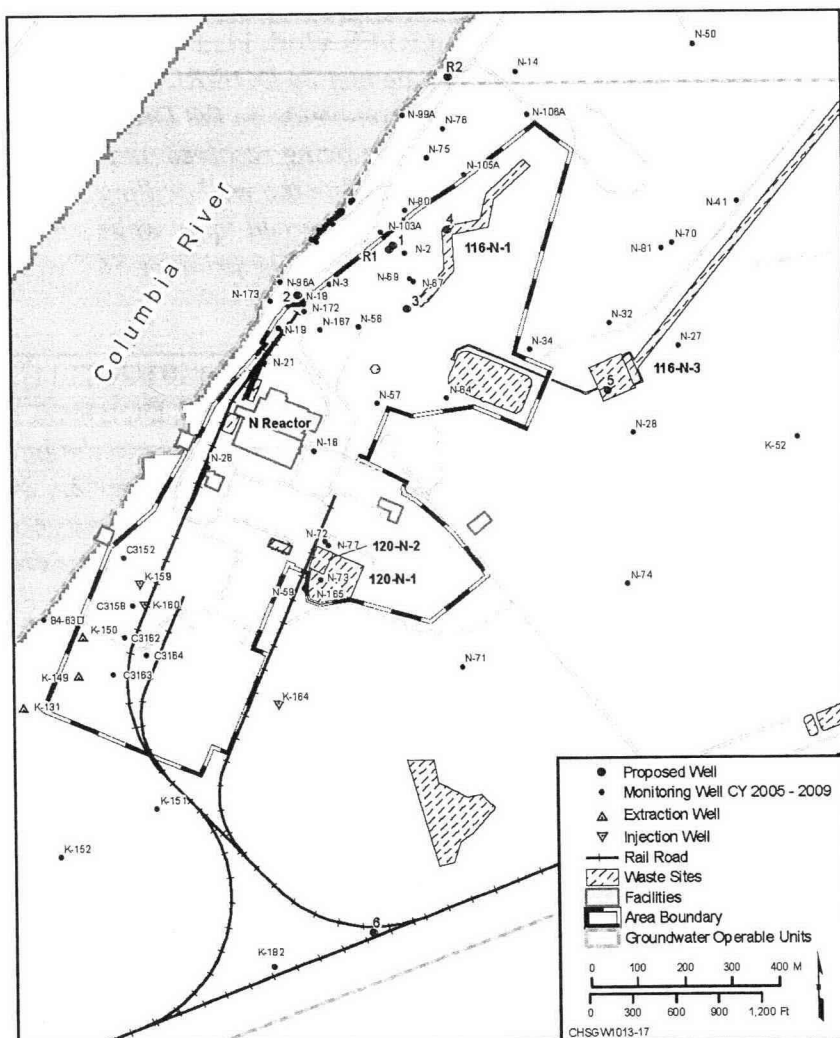 N-50
R2
N-14
N-99A
N-76
N-106A
N-75
N-105A
N-80
N-41
4
N-103A
N-70
N-81
1
R1
N-2
116-N-1
Columbia River
N-96A
N-3
N-69
N-67
N-173
2
N-18
N-172
3
N-19
N-167
N-56
N-32
N-21
N-34
N-27
116-N-3
5
N-57
N-64
N Reactor
N-16
N-28
K-52
N-26
N-72
N-77
120-N-2
C3152
K-159
N-73
120-N-1
N-74
N-59
N-165
C3158
K-160
K-150
C3162
C3164
N-71
K-149
C3163
K-164
K-131
K-151
K-152
6
K-182
Proposed Well
Monitoring Well CY 2005 - 2009
Extraction Well
Injection Well
Rail Road
Waste Sites
Facilities
Area Boundary
Groundwater Operable Units
0 100 200 300 400 M
0 300 600 900 1,200 Ft
CHSGW1013-17